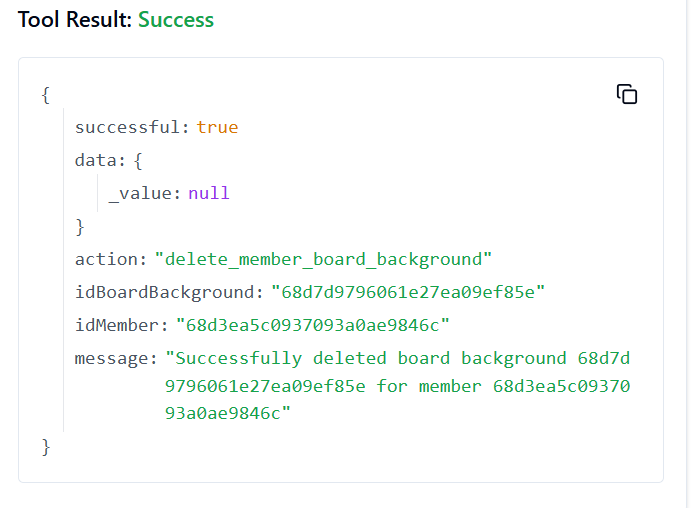 Tool Result: Success
{
successful: true
data: {
_value: null
}
action: "delete_member_board_background"
idBoardBackground: "68d7d9796061e27ea09ef85e"
idMember: "68d3ea5c0937093a0ae9846c"
message: "Successfully deleted board background 68d7d
9796061e27ea09ef85e for member 68d3ea5c09370
93a0ae9846c"
}